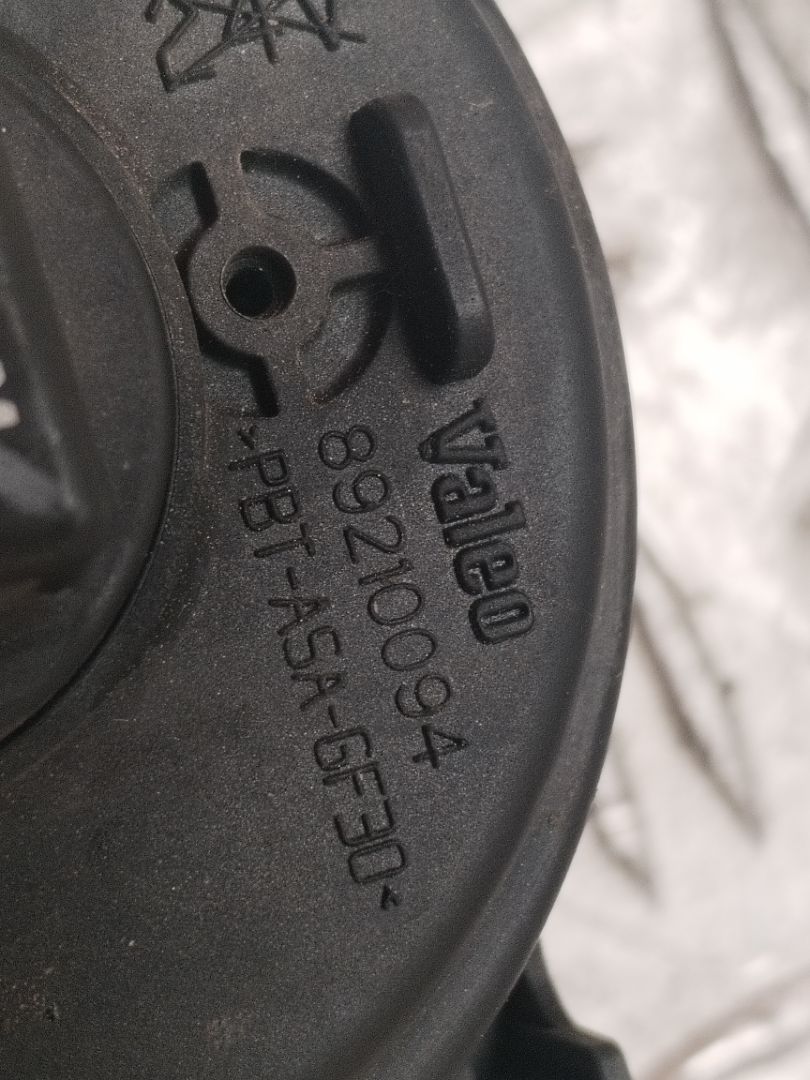 Valeo
89210094
>PBT-ASA-GF30<